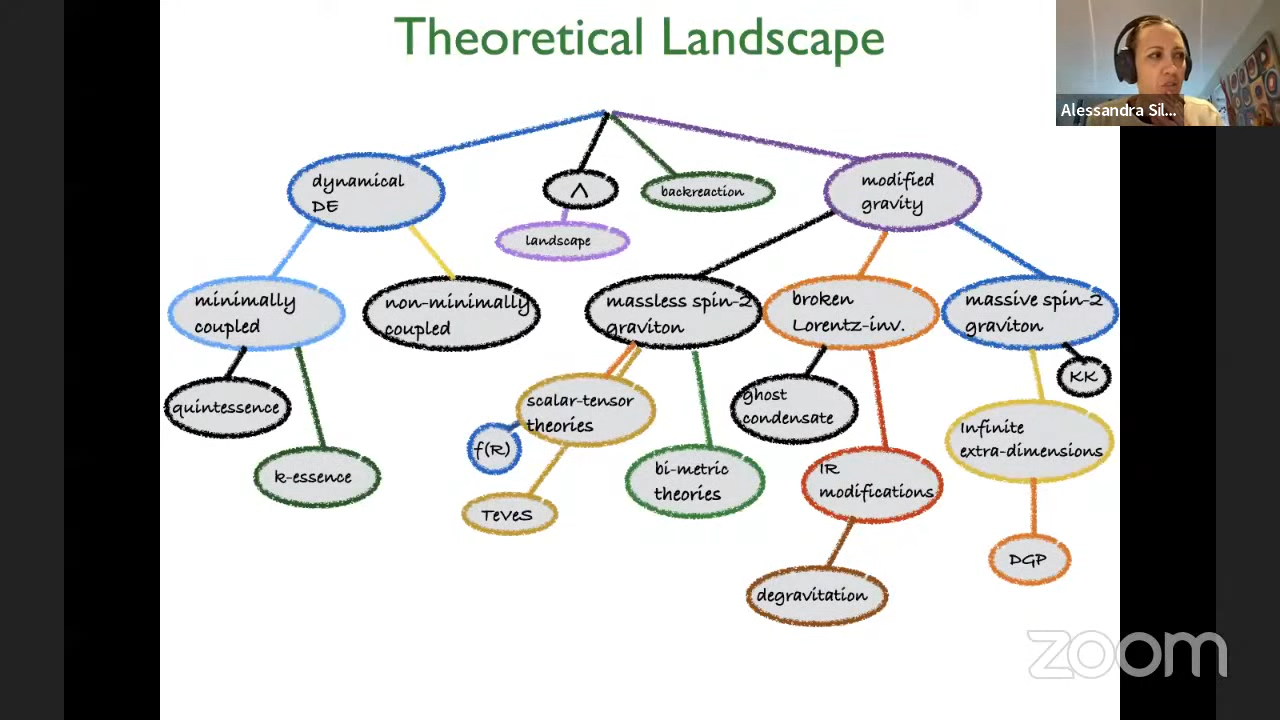 Theoretical Landscape
Alessandra Sil...
dynamical
DE
Λ
backreaction
modified
gravity
landscape
minimally
coupled
non-minimally
coupled
massless spin-2
graviton
broken
Lorentz-inv.
massive spin-2
graviton
KK
quintessence
scalar-tensor
theories
ghost
condensate
Infinite
extra-dimensions
f(R)
k-essence
bi-metric
theories
IR
modifications
TeVeS
DGP
degravitation
zoom